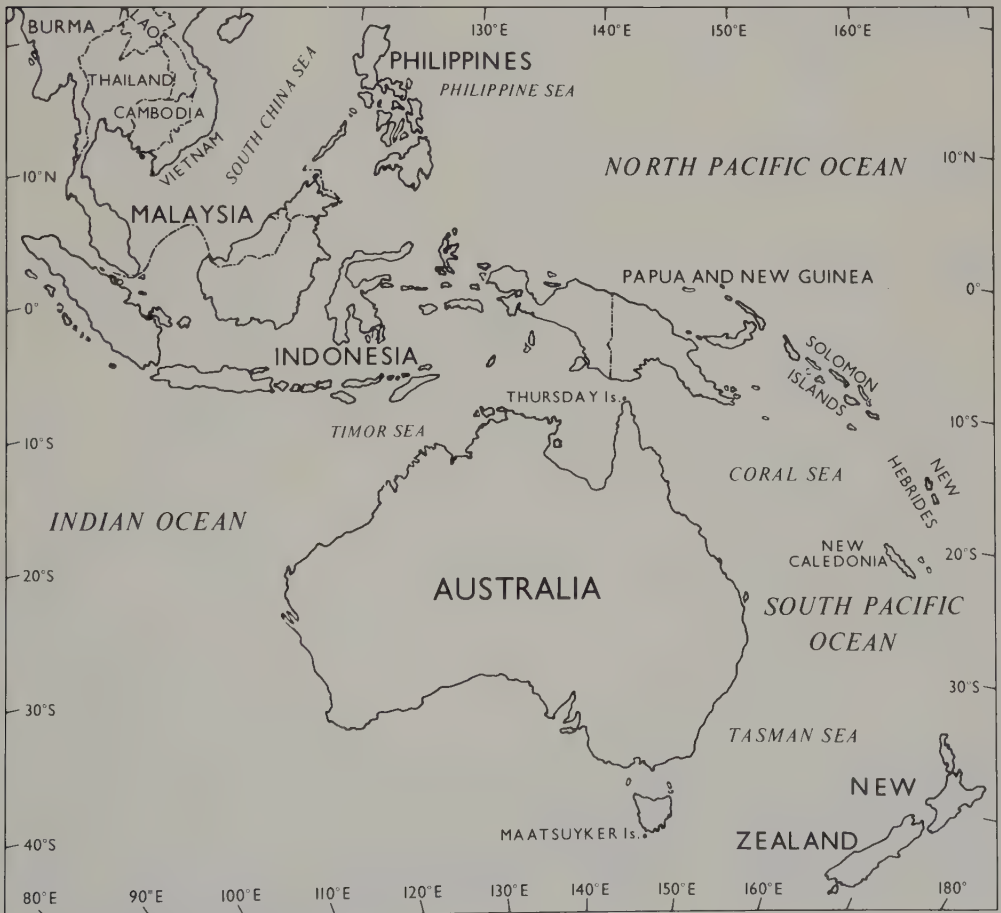 130°E
140°E
150°E
160°E
BURMA
LAO
THAILAND
CAMBODIA
VIETNAM
SOUTH CHINA SEA
PHILIPPINES
PHILIPPINE SEA
10°N
NORTH PACIFIC OCEAN
10°N
MALAYSIA
PAPUA AND NEW GUINEA
0°
0°
INDONESIA
SOLOMON
ISLANDS
THURSDAY Is.
TIMOR SEA
10°S
10°S
CORAL SEA
NEW
HEBRIDES
INDIAN OCEAN
NEW
CALEDONIA
20°S
20°S
AUSTRALIA
SOUTH PACIFIC
OCEAN
30°S
30°S
TASMAN SEA
NEW
ZEALAND
MAATSUYKER Is.
40°S
80°E
90°E
100°E
110°E
120°E
130°E
140°E
150°E
160°E
180°